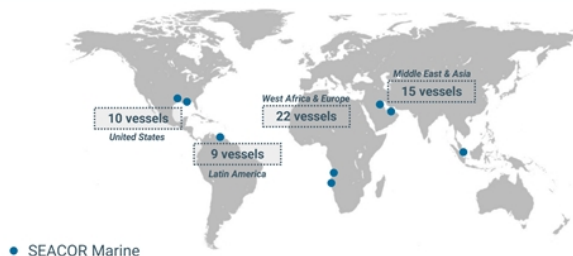 Middle East & Asia
15 vessels
West Africa & Europe
22 vessels
10 vessels
United States
9 vessels
Latin America
SEACOR Marine